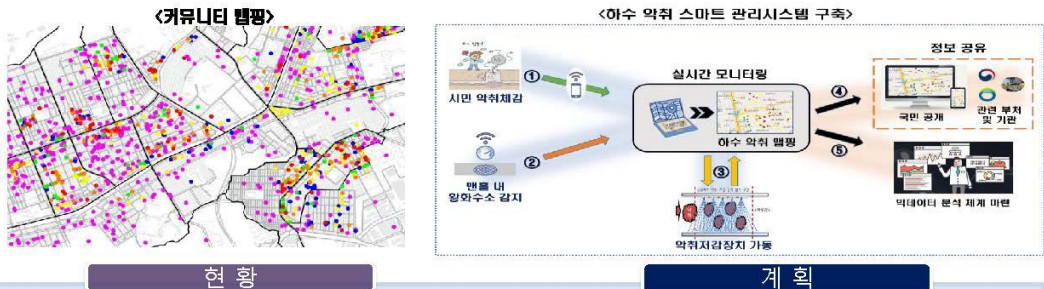 <커뮤니티 맵핑>
<하수 악취 스마트 관리시스템 구축>
정보 공유
실시간 모니터링
①
④
시민 악취체감
국민 공개
관련 부처
및 기관
하수 악취 맵핑
②
③
⑤
맨홀 내
황화수소 감지
빅데이터 분석 체계 마련
악취저감장치 가동
현 황
계 획